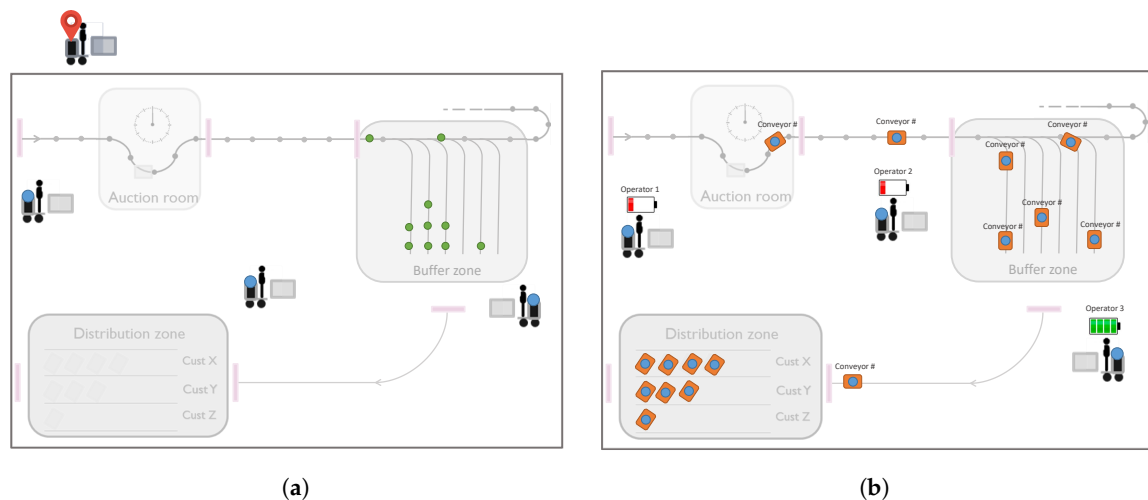 Auction room
Buffer zone
Distribution zone
Cust X
Cust Y
Cust Z
(a)
Conveyor #
Conveyor #
Conveyor #
Conveyor #
Auction room
Operator 1
Operator 2
Conveyor #
Conveyor #
Conveyor #
Buffer zone
Operator 3
Distribution zone
Cust X
Conveyor #
Cust Y
Cust Z
(b)